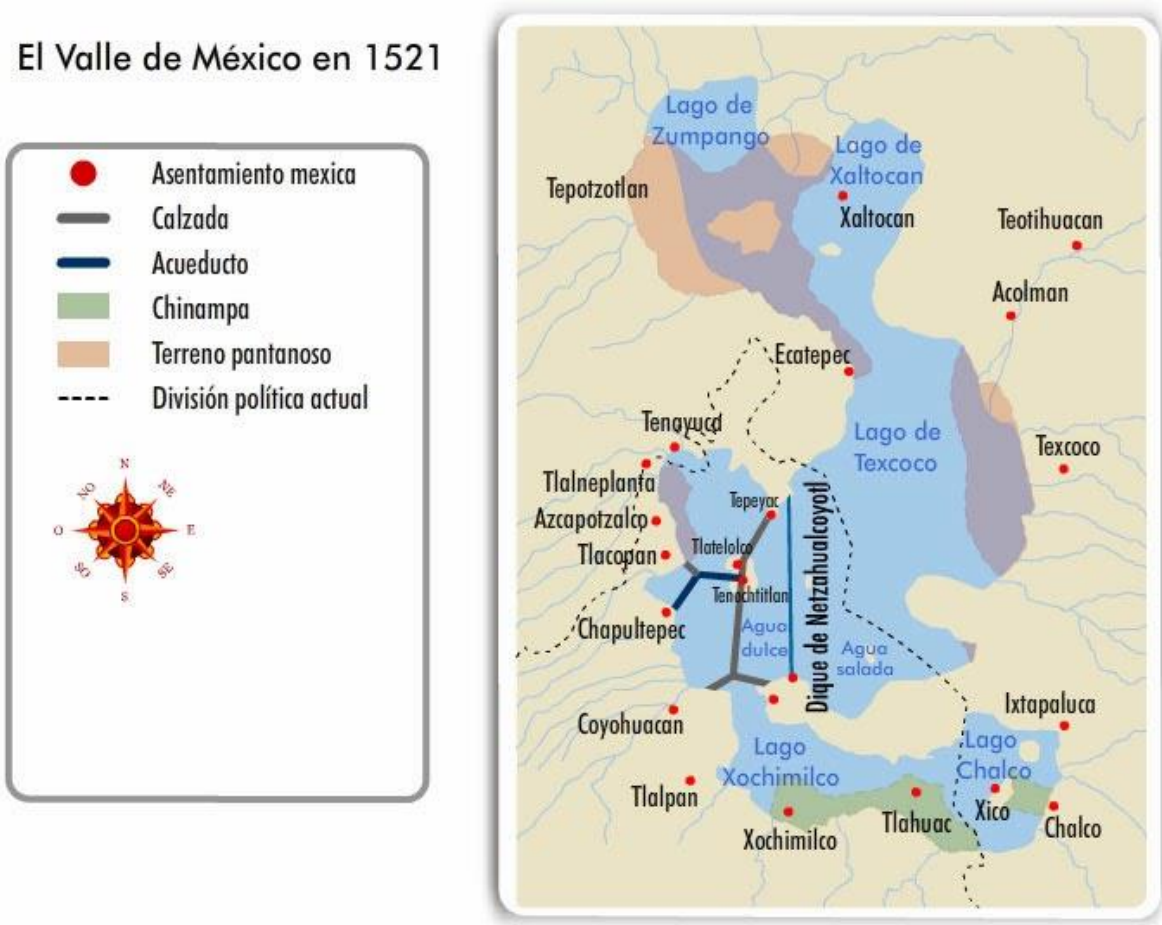 El Valle de México en 1521
Asentamiento mexica
Calzada
Acueducto
Chinampa
Terreno pantanoso
División política actual
N
NO
NE
O
E
SO
SE
S
Lago de
Zumpango
Lago de
Xaltocan
Tepotzotlan
Xaltocan
Teotihuacan
Acolman
Ecatepec
Lago de
Texcoco
Tenayuca
Texcoco
Tlalneplanta
Tepeyac
Azcapotzalco
Tlatelolco
Tlacopan
Tenochtitlan
Dique de Netzahualcoyotl
Chapultepec
Agua
dulce
Agua
salada
Coyohuacan
Ixtapaluca
Lago
Xochimilco
Lago
Chalco
Tlalpan
Xochimilco
Tlahuac
Xico
Chalco